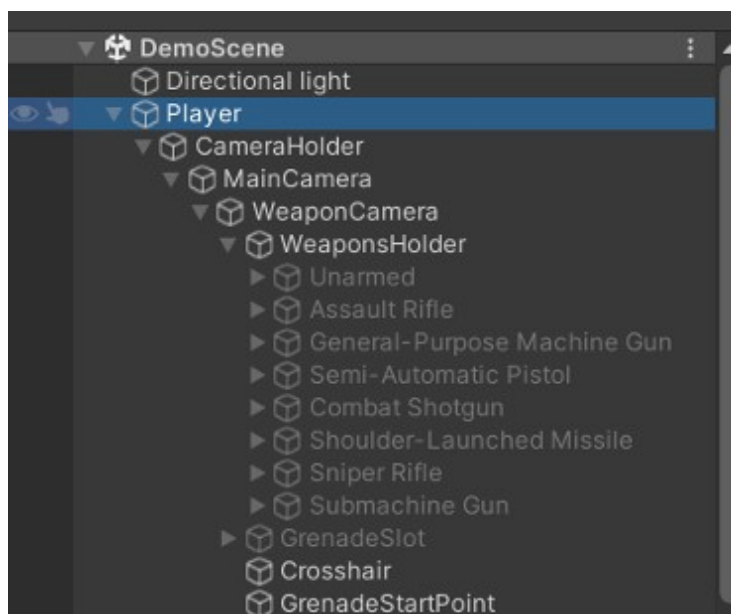 DemoScene
Directional light
Player
CameraHolder
MainCamera
WeaponCamera
WeaponsHolder
Unarmed
Assault Rifle
General-Purpose Machine Gun
Semi-Automatic Pistol
Combat Shotgun
Shoulder-Launched Missile
Sniper Rifle
Submachine Gun
GrenadeSlot
Crosshair
GrenadeStartPoint